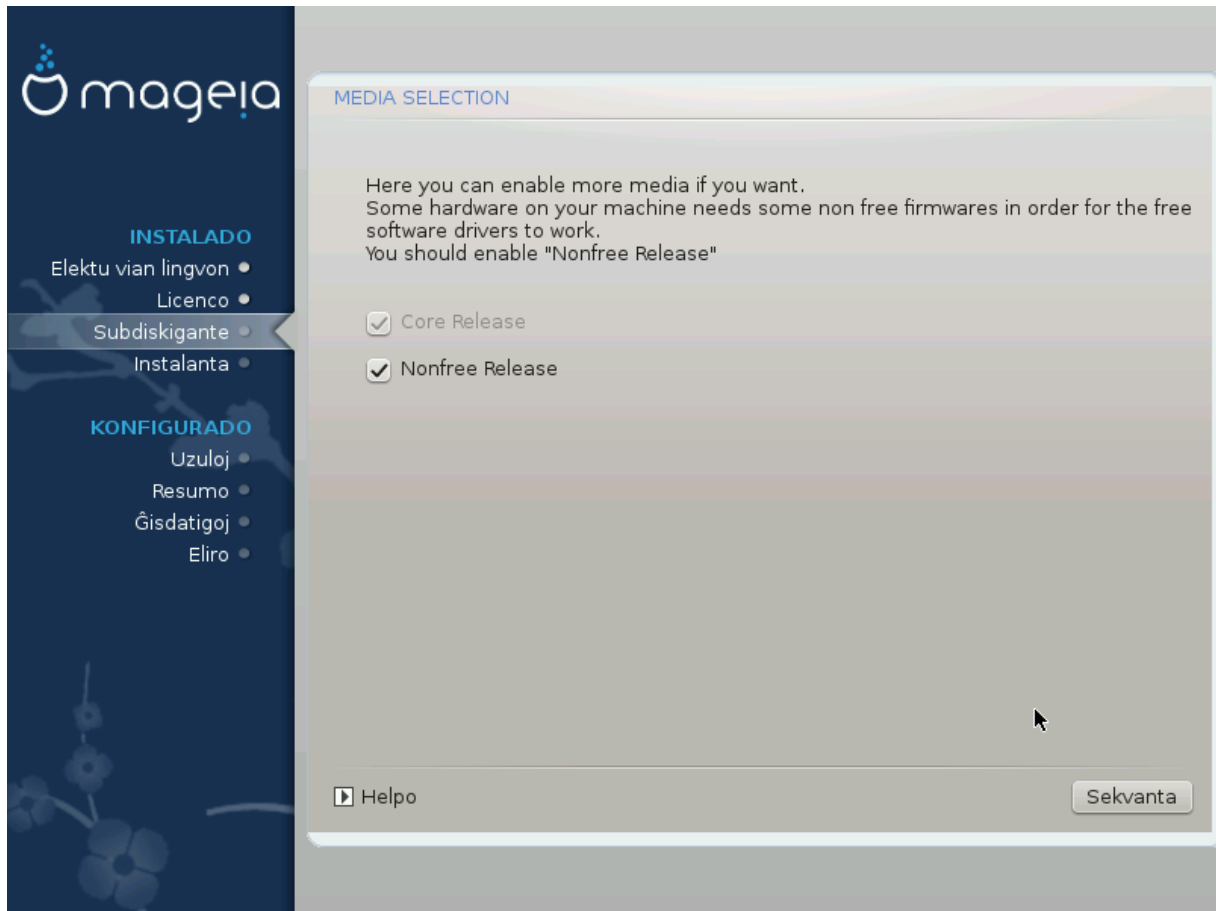 mageia
INSTALADO
Elektu vian lingvon
Licenco
Subdiskigante
Instalanta
KONFIGURADO
Uzuloj
Resumo
Ĝisdatigoj
Eliro
MEDIA SELECTION
Here you can enable more media if you want.
Some hardware on your machine needs some non free firmwares in order for the free
software drivers to work.
You should enable "Nonfree Release"
Core Release
Nonfree Release
Helpo
Sekvanta